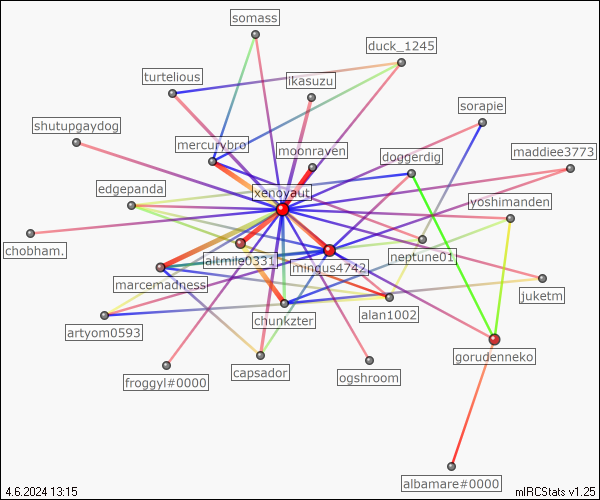 somass
duck_1245
turtelious
ikasuzu
sorapie
shutupgaydog
mercurybro
moonraven
doggerdig
maddiee3773
edgepanda
xenoyaut
yoshimanden
chobham.
altmile0331
neptune01
mingus4742
marcemadness
juketm
artyom0593
chunkzter
alan1002
gorudenneko
froggyl#0000
capsador
ogshroom
albamare#0000
4.6.2024 13:15
mIRCStats v1.25